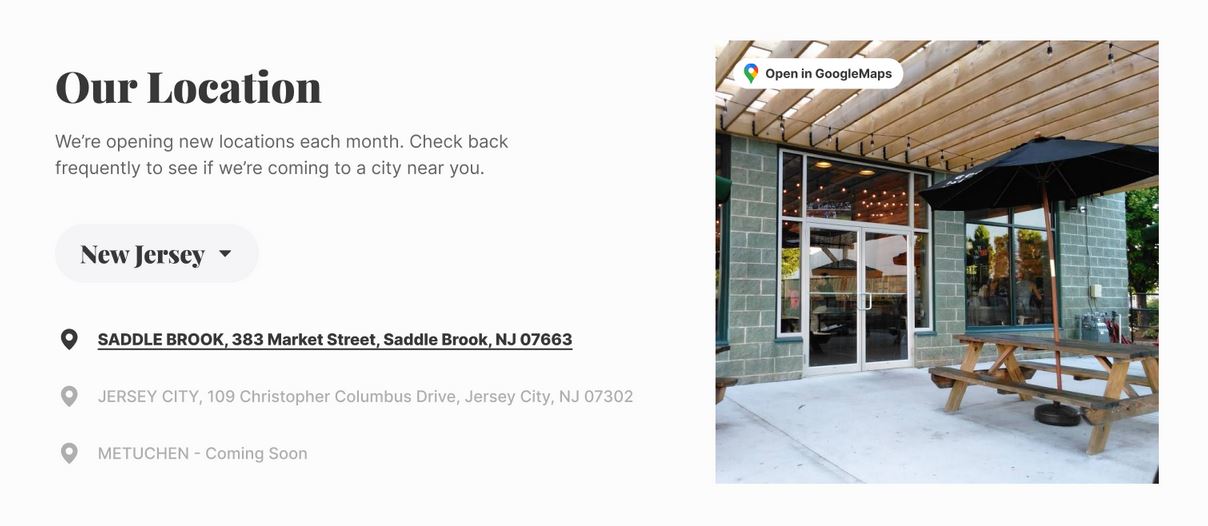 Our Location
We’re opening new locations each month. Check back
frequently to see if we’re coming to a city near you.
New Jersey
SADDLE BROOK, 383 Market Street, Saddle Brook, NJ 07663
JERSEY CITY, 109 Christopher Columbus Drive, Jersey City, NJ 07302
METUCHEN - Coming Soon
Open in GoogleMaps